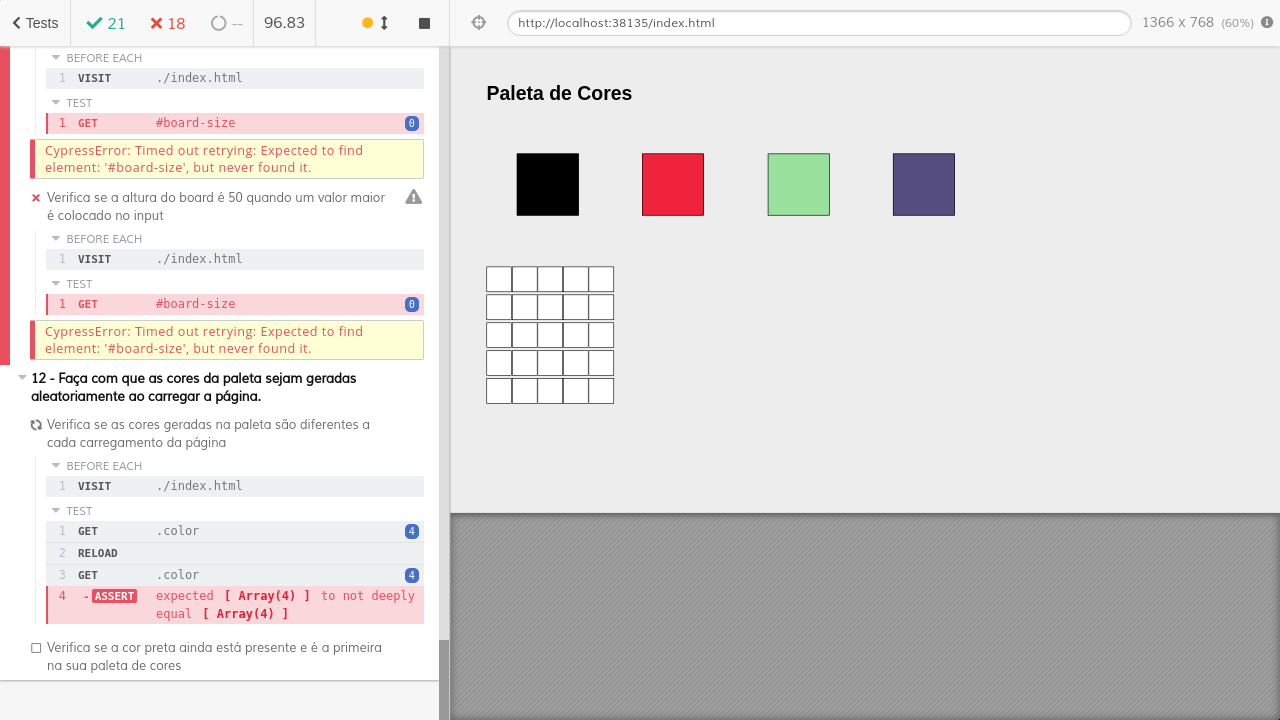 Tests 21 18 -- 96.83
http://localhost:38135/index.html 1366 x 768 (60%)
BEFORE EACH
1 VISIT ./index.html
TEST
1 GET #board-size 0
CypressError: Timed out retrying: Expected to find
element: '#board-size', but never found it.
Verifica se a altura do board é 50 quando um valor maior
é colocado no input
BEFORE EACH
1 VISIT ./index.html
TEST
1 GET #board-size 0
CypressError: Timed out retrying: Expected to find
element: '#board-size', but never found it.
12 - Faça com que as cores da paleta sejam geradas
aleatoriamente ao carregar a página.
Verifica se as cores geradas na paleta são diferentes a
cada carregamento da página
BEFORE EACH
1 VISIT ./index.html
TEST
1 GET .color 4
2 RELOAD
3 GET .color 4
4 -ASSERT expected [ Array(4) ] to not deeply
equal [ Array(4) ]
Verifica se a cor preta ainda está presente e é a primeira
na sua paleta de cores
Paleta de Cores